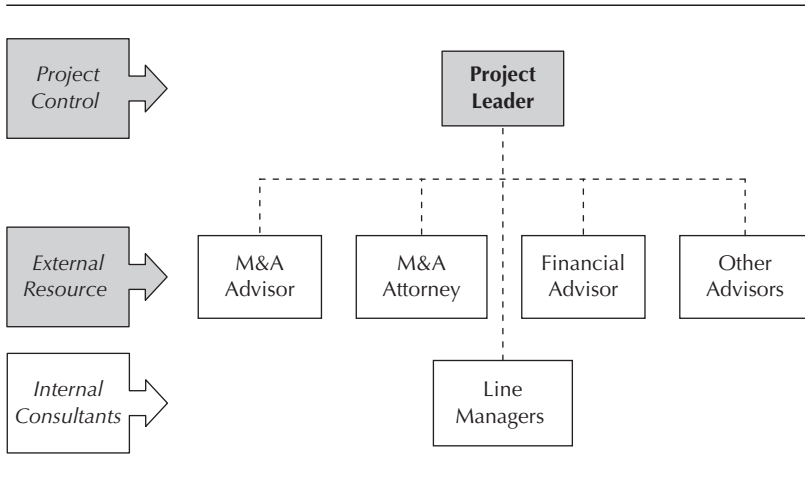 Project
Control
Project
Leader
External
Resource
M&A
Advisor
M&A
Attorney
Financial
Advisor
Other
Advisors
Internal
Consultants
Line
Managers